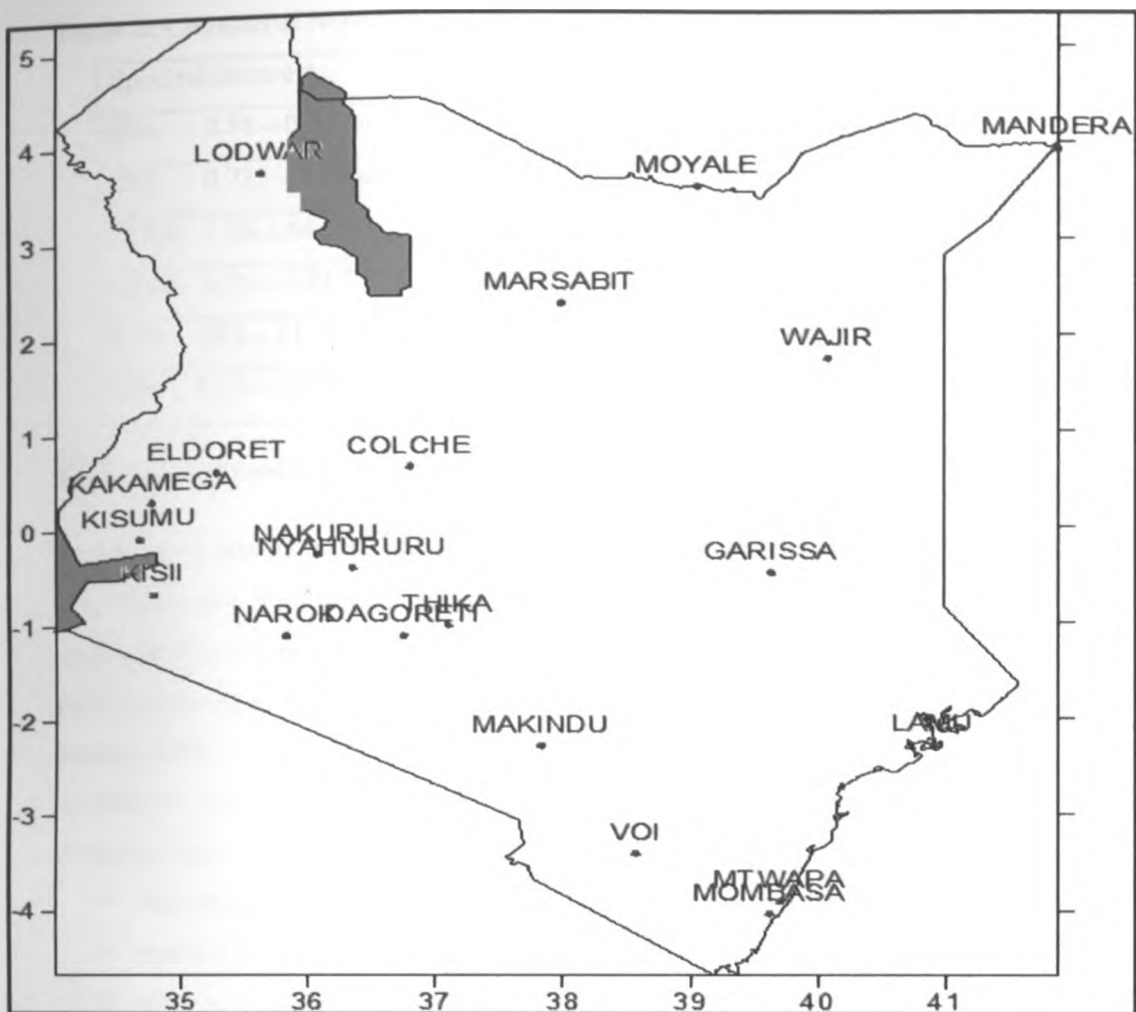 5
MANDERA
4
LODWAR
MOYALE
3
MARSABIT
WAJIR
2
1
ELDORET
COLCHE
KAKAMEGA
KISUMU
0
NAKURU
NYAHURURU
GARISSA
KISII
THIKA
NAROK
DAGORETI
-1
-2
MAKINDU
LAMU
-3
VOI
MTWAPA
MOMBASA
-4
35 36 37 38 39 40 41